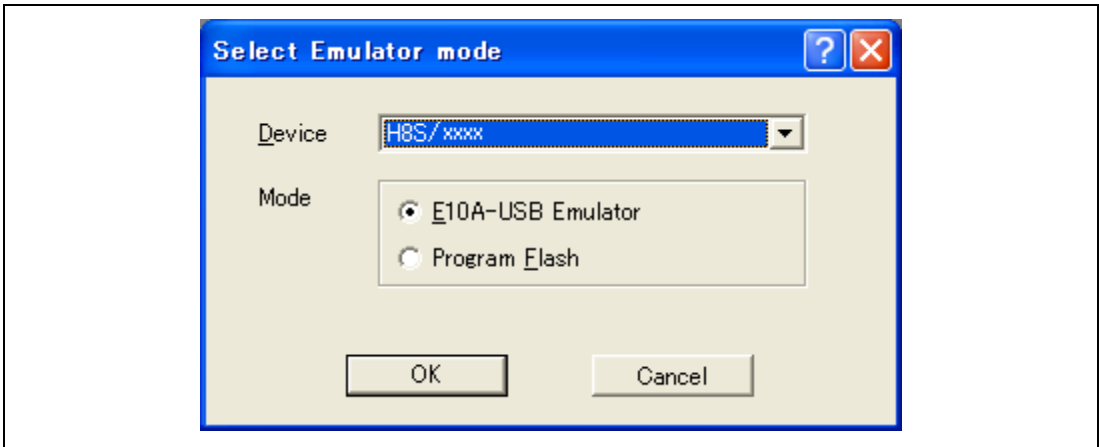 Select Emulator mode
Device H8S/xxxx
Mode
E10A-USB Emulator
Program Flash
OK Cancel